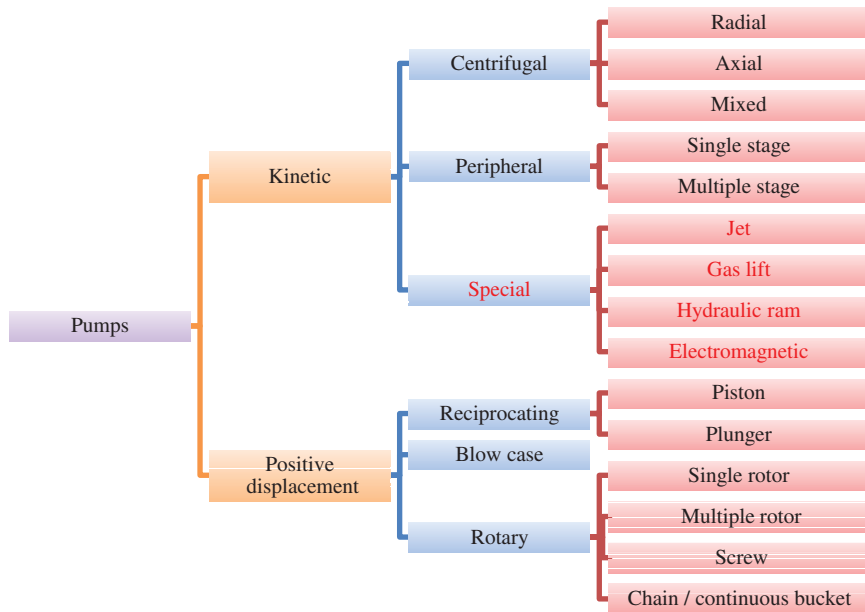 Radial
Centrifugal
Axial
Mixed
Single stage
Kinetic
Peripheral
Multiple stage
Jet
Gas lift
Special
Hydraulic ram
Pumps
Electromagnetic
Piston
Reciprocating
Plunger
Positive
displacement
Blow case
Single rotor
Multiple rotor
Rotary
Screw
Chain / continuous bucket